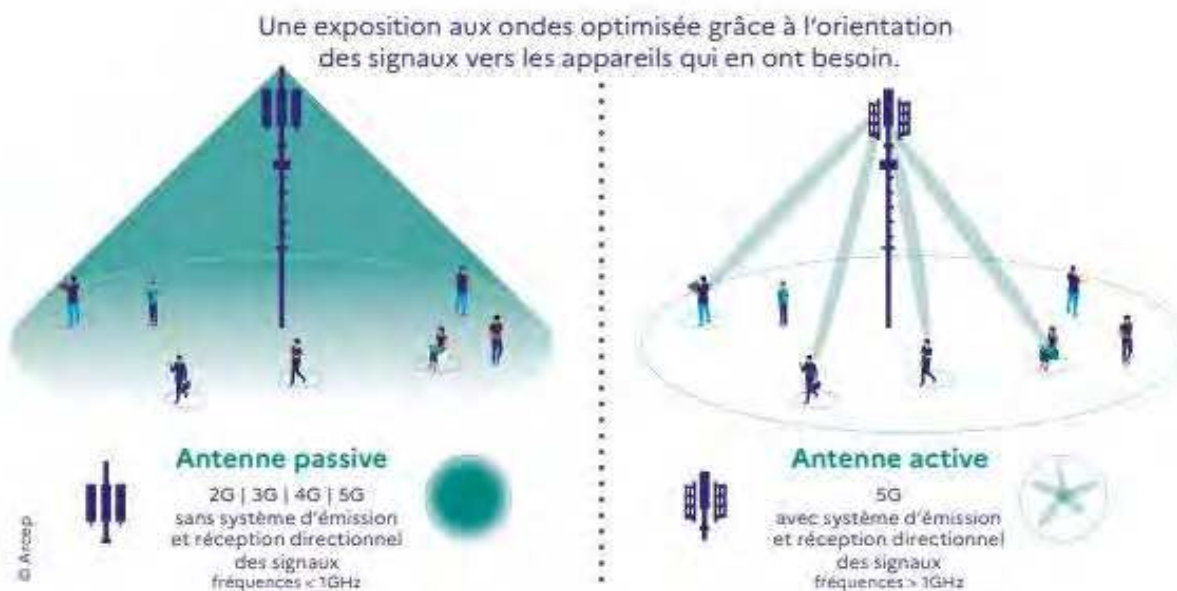 Une exposition aux ondes optimisée grâce à l'orientation
des signaux vers les appareils qui en ont besoin.
Antenne passive
2G | 3G | 4G | 5G
sans système d'émission
et réception directionnel
des signaux
fréquences < 1GHz
Antenne active
5G
avec système d'émission
et réception directionnel
des signaux
fréquences > 1GHz
© Arcep